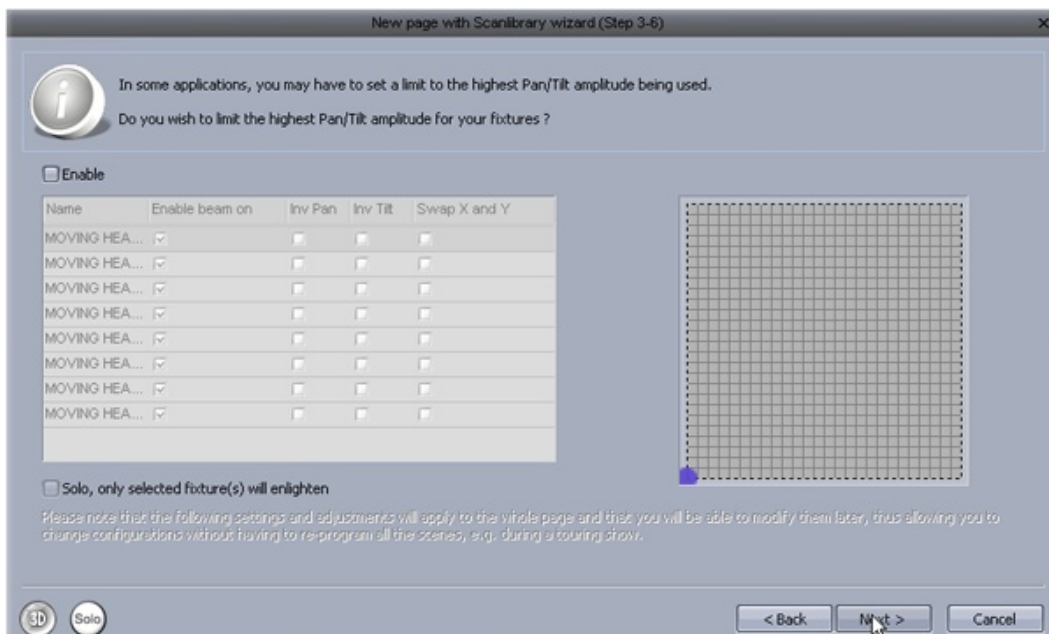 New page with Scanlibrary wizard (Step 3-6)
In some applications, you may have to set a limit to the highest Pan/Tilt amplitude being used.
Do you wish to limit the highest Pan/Tilt amplitude for your fixtures ?
Enable
Name Enable beam on Inv Pan Inv Tilt Swap X and Y
MOVING HEA...
MOVING HEA...
MOVING HEA...
MOVING HEA...
MOVING HEA...
MOVING HEA...
MOVING HEA...
MOVING HEA...
Solo, only selected fixture(s) will enlighten
Please note that the following settings and adjustments will apply to the whole page and that you will be able to modify them later, thus allowing you to
change configurations without having to re-program all the scenes, e.g. during a touring show.
3D Solo < Back Next > Cancel